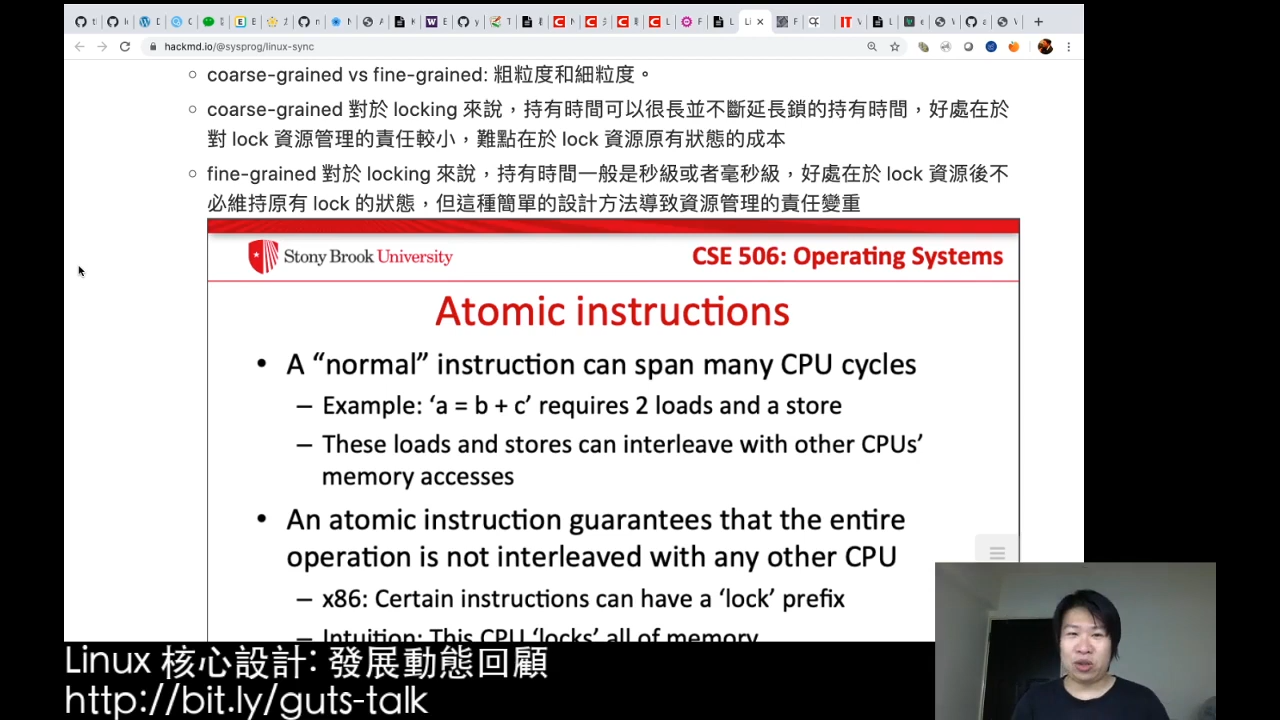 hackmd.io/@sysprog/linux-sync
coarse-grained vs fine-grained: 粗粒度和細粒度。
coarse-grained 對於 locking 來說，持有時間可以很長並不斷延長鎖的持有時間，好處在於
對 lock 資源管理的責任較小，難點在於 lock 資源原有狀態的成本
fine-grained 對於 locking 來說，持有時間一般是秒級或者毫秒級，好處在於 lock 資源後不
必維持原有 lock 的狀態，但這種簡單的設計方法導致資源管理的責任變重
Stony Brook University
CSE 506: Operating Systems
Atomic instructions
• A “normal” instruction can span many CPU cycles
– Example: ‘a = b + c’ requires 2 loads and a store
– These loads and stores can interleave with other CPUs’
memory accesses
• An atomic instruction guarantees that the entire
operation is not interleaved with any other CPU
– x86: Certain instructions can have a ‘lock’ prefix
– Intuition: This CPU ‘locks’ all of memory
Linux 核心設計: 發展動態回顧
http://bit.ly/guts-talk